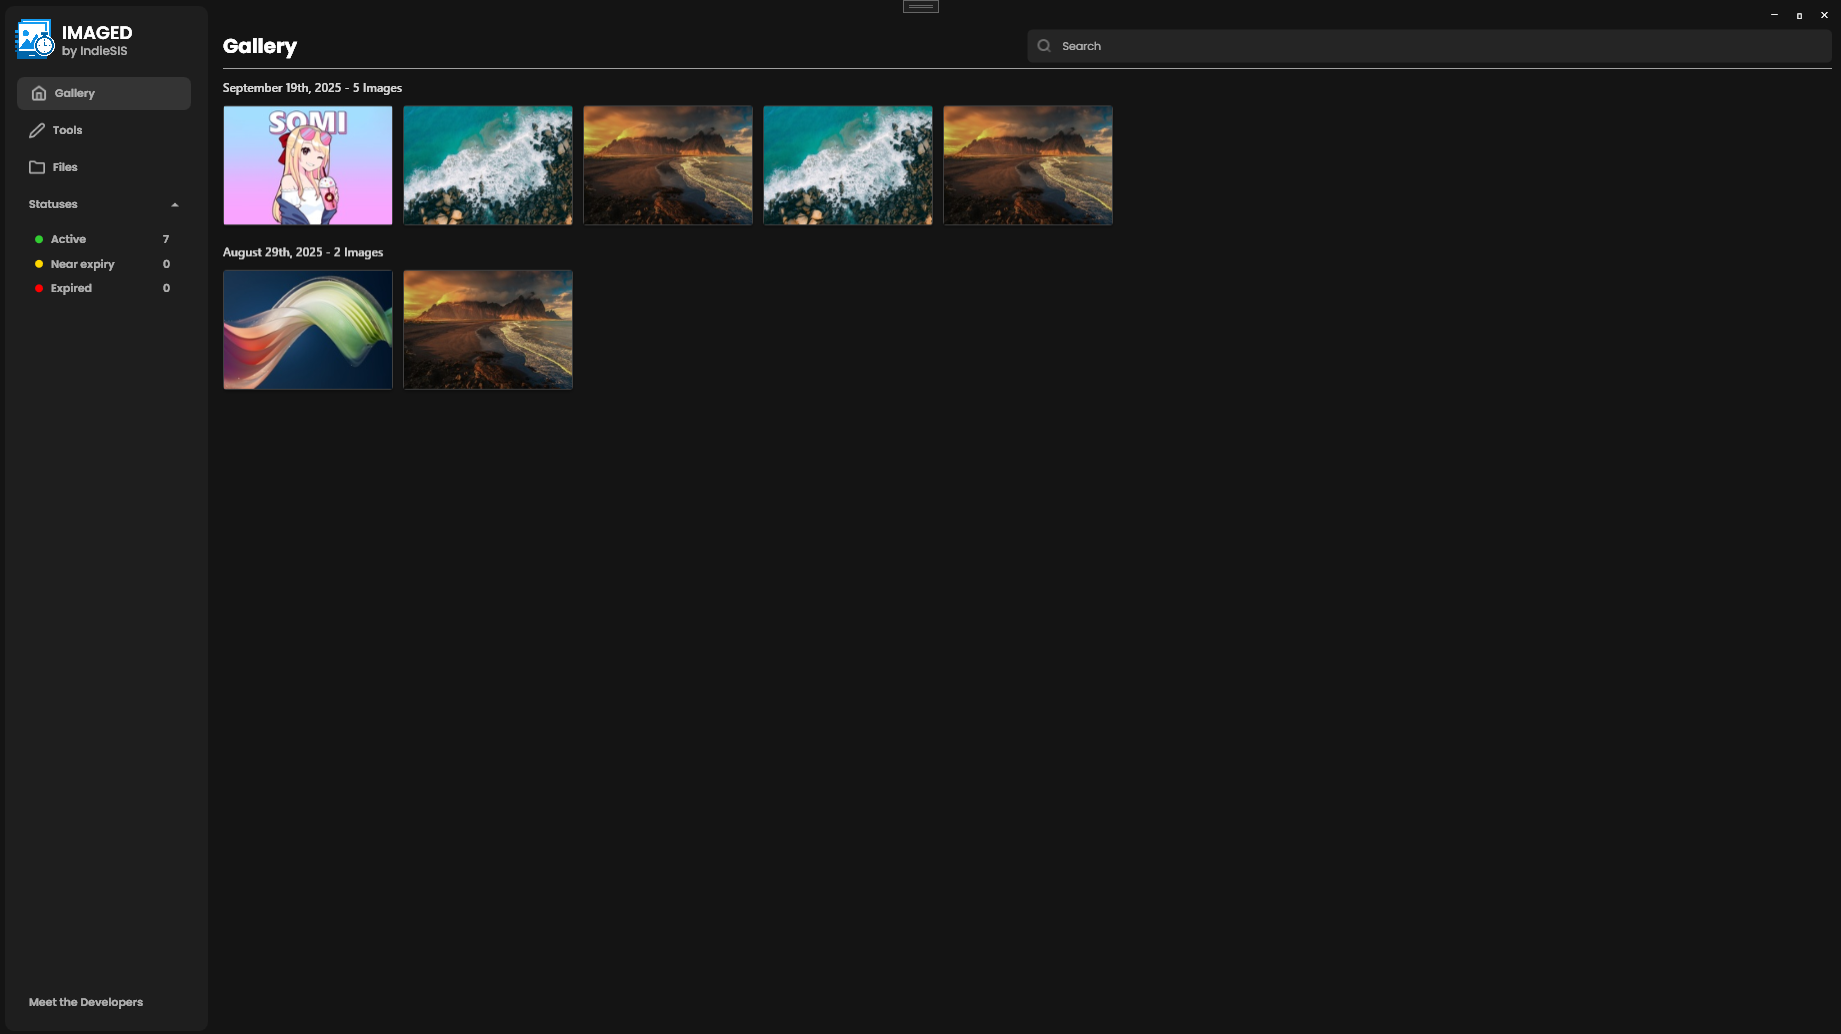 IMAGED
by IndieSIS
Gallery
Tools
Files
Statuses
Active 7
Near expiry 0
Expired 0
Meet the Developers
Gallery
Search
September 19th, 2025 - 5 Images
SOMI
August 29th, 2025 - 2 Images